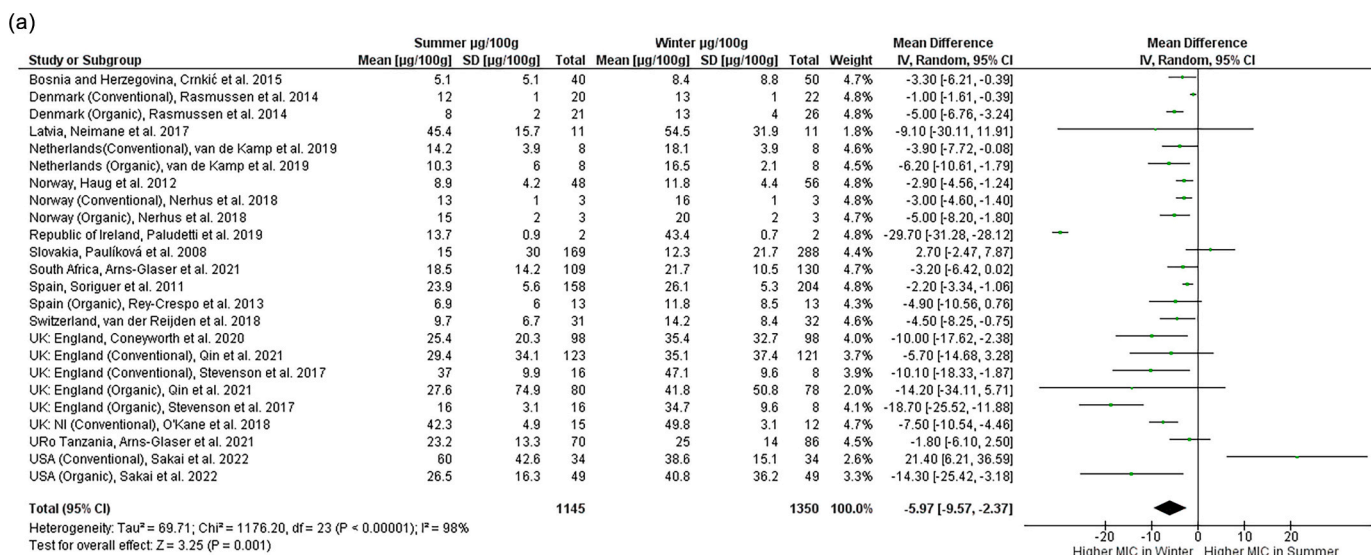 (a)
Summer µg/100g Winter µg/100g Mean Difference Mean Difference
Study or Subgroup Mean [µg/100g] SD [µg/100g] Total Mean [µg/100g] SD [µg/100g] Total Weight IV, Random, 95% CI IV, Random, 95% CI
Bosnia and Herzegovina, Crnkić et al. 2015 5.1 5.1 40 8.4 8.8 50 4.7% -3.30 [-6.21, -0.39]
Denmark (Conventional), Rasmussen et al. 2014 12 1 20 13 1 22 4.8% -1.00 [-1.61, -0.39]
Denmark (Organic), Rasmussen et al. 2014 8 2 21 13 4 26 4.8% -5.00 [-6.76, -3.24]
Latvia, Neimane et al. 2017 45.4 15.7 11 54.5 31.9 11 1.8% -9.10 [-30.11, 11.91]
Netherlands(Conventional), van de Kamp et al. 2019 14.2 3.9 8 18.1 3.9 8 4.6% -3.90 [-7.72, -0.08]
Netherlands (Organic), van de Kamp et al. 2019 10.3 6 8 16.5 2.1 8 4.6% -6.20 [-10.61, -1.79]
Norway, Haug et al. 2012 8.9 4.2 48 11.8 4.4 56 4.8% -2.90 [-4.56, -1.24]
Norway (Conventional), Nerhus et al. 2018 13 1 3 16 1 3 4.8% -3.00 [-4.60, -1.40]
Norway (Organic), Nerhus et al. 2018 15 2 3 20 2 3 4.7% -5.00 [-8.20, -1.80]
Republic of Ireland, Paludetti et al. 2019 13.7 0.9 2 43.4 0.7 2 4.8% -29.70 [-31.28, -28.12]
Slovakia, Paulíková et al. 2008 15 30 169 12.3 21.7 288 4.4% 2.70 [-2.47, 7.87]
South Africa, Arns-Glaser et al. 2021 18.5 14.2 109 21.7 10.5 130 4.7% -3.20 [-6.42, 0.02]
Spain, Soriguer et al. 2011 23.9 5.6 158 26.1 5.3 204 4.8% -2.20 [-3.34, -1.06]
Spain (Organic), Rey-Crespo et al. 2013 6.9 6 13 11.8 8.5 13 4.3% -4.90 [-10.56, 0.76]
Switzerland, van der Reijden et al. 2018 9.7 6.7 31 14.2 8.4 32 4.6% -4.50 [-8.25, -0.75]
UK: England, Coneyworth et al. 2020 25.4 20.3 98 35.4 32.7 98 4.0% -10.00 [-17.62, -2.38]
UK: England (Conventional), Qin et al. 2021 29.4 34.1 123 35.1 37.4 121 3.7% -5.70 [-14.68, 3.28]
UK: England (Conventional), Stevenson et al. 2017 37 9.9 16 47.1 9.6 8 3.8% -10.10 [-18.33, -1.87]
UK: England (Organic), Qin et al. 2021 27.6 74.9 80 41.8 50.8 78 2.0% -14.20 [-34.11, 5.71]
UK: England (Organic), Stevenson et al. 2017 16 3.1 16 34.7 9.6 8 4.1% -18.70 [-25.52, -11.88]
UK: NI (Conventional), O'Kane et al. 2018 42.3 4.9 15 49.8 3.1 12 4.7% -7.50 [-10.54, -4.46]
URo Tanzania, Arns-Glaser et al. 2021 23.2 13.3 70 25 14 86 4.5% -1.80 [-6.10, 2.50]
USA (Conventional), Sakai et al. 2022 60 42.6 34 38.6 15.1 34 2.6% 21.40 [6.21, 36.59]
USA (Organic), Sakai et al. 2022 26.5 16.3 49 40.8 36.2 49 3.3% -14.30 [-25.42, -3.18]
Total (95% CI) 1145 1350 100.0% -5.97 [-9.57, -2.37]
Heterogeneity: Tau² = 69.71; Chi² = 1176.20, df = 23 (P < 0.00001); I² = 98%
Test for overall effect: Z = 3.25 (P = 0.001)
-20 -10 0 10 20
Higher MIC in Winter Higher MIC in Summer